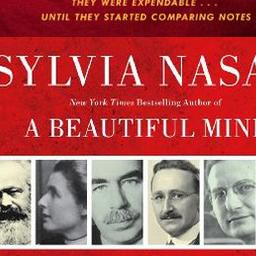 THEY WERE EXPENDABLE . . .
UNTIL THEY STARTED COMPARING NOTES
SYLVIA NASA
New York Times Bestselling Author of
A BEAUTIFUL MIN